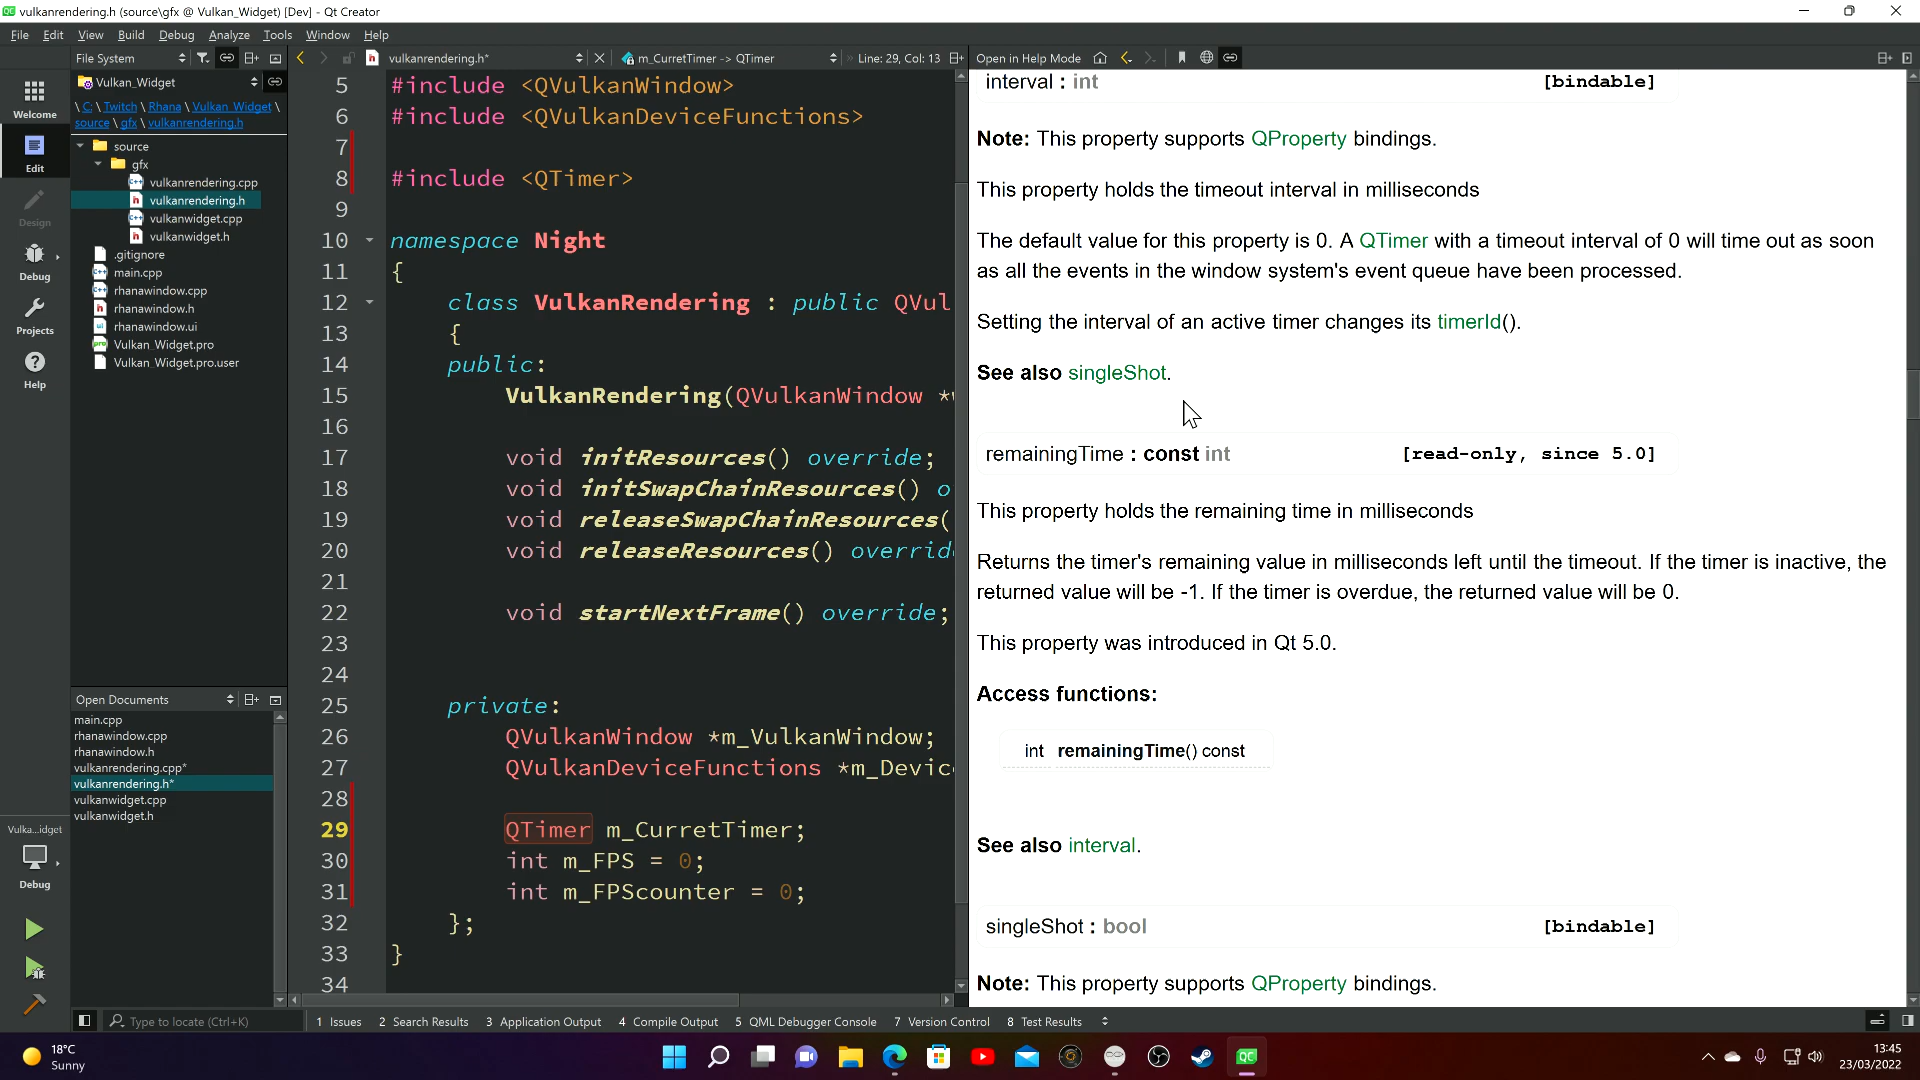 vulkanrendering.h (source\gfx @ Vulkan_Widget) [Dev] - Qt Creator
File Edit View Build Debug Analyze Tools Window Help
File System
vulkanrendering.h*
m_CurretTimer -> QTimer
Line: 29, Col: 13
Open in Help Mode
Welcome
Edit
Design
Debug
Projects
Help
Vulka...idget
Debug
Vulkan_Widget
\ C: \ Twitch \ Rhana \ Vulkan_Widget \
source \ gfx \ vulkanrendering.h
source
gfx
vulkanrendering.cpp
vulkanrendering.h
vulkanwidget.cpp
vulkanwidget.h
.gitignore
main.cpp
rhanawindow.cpp
rhanawindow.h
rhanawindow.ui
Vulkan_Widget.pro
Vulkan_Widget.pro.user
Open Documents
main.cpp
rhanawindow.cpp
rhanawindow.h
vulkanrendering.cpp*
vulkanrendering.h*
vulkanwidget.cpp
vulkanwidget.h
5 #include <QVulkanWindow>
6 #include <QVulkanDeviceFunctions>
7
8 #include <QTimer>
9
10 namespace Night
11 {
12 class VulkanRendering : public QVul
13 {
14 public:
15 VulkanRendering(QVulkanWindow *
16
17 void initResources() override;
18 void initSwapChainResources() o
19 void releaseSwapChainResources(
20 void releaseResources() overrid
21
22 void startNextFrame() override;
23
24
25 private:
26 QVulkanWindow *m_VulkanWindow;
27 QVulkanDeviceFunctions *m_Devic
28
29 QTimer m_CurretTimer;
30 int m_FPS = 0;
31 int m_FPScounter = 0;
32 };
33 }
34
interval : int [bindable]
Note: This property supports QProperty bindings.
This property holds the timeout interval in milliseconds
The default value for this property is 0. A QTimer with a timeout interval of 0 will time out as soon
as all the events in the window system's event queue have been processed.
Setting the interval of an active timer changes its timerId().
See also singleShot.
remainingTime : const int [read-only, since 5.0]
This property holds the remaining time in milliseconds
Returns the timer's remaining value in milliseconds left until the timeout. If the timer is inactive, the
returned value will be -1. If the timer is overdue, the returned value will be 0.
This property was introduced in Qt 5.0.
Access functions:
int remainingTime() const
See also interval.
singleShot : bool [bindable]
Note: This property supports QProperty bindings.
Type to locate (Ctrl+K)
1 Issues 2 Search Results 3 Application Output 4 Compile Output 5 QML Debugger Console 7 Version Control 8 Test Results
18°C
Sunny
QC
13:45
23/03/2022